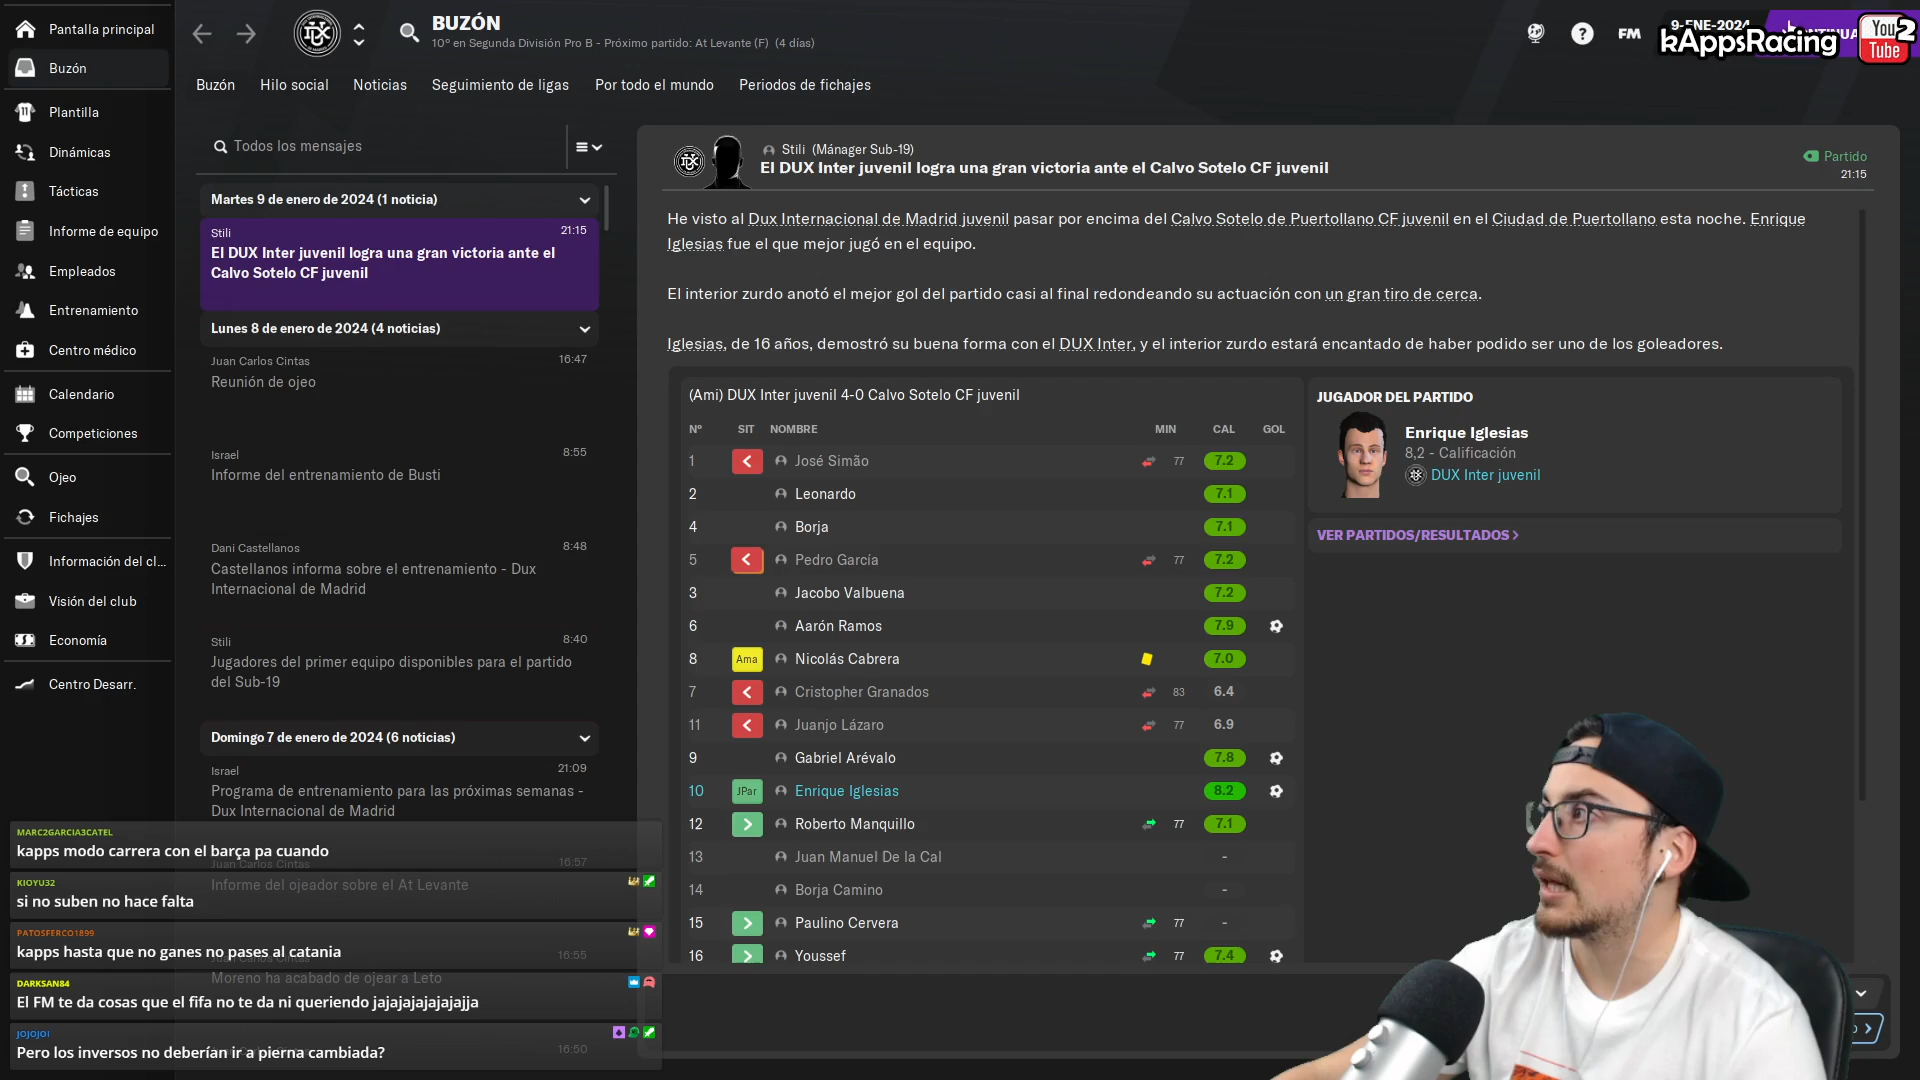 Pantalla principal
Buzón
Plantilla
Dinámicas
Tácticas
Informe de equipo
Empleados
Entrenamiento
Centro médico
Calendario
Competiciones
Ojeo
Fichajes
Información del cl...
Visión del club
Economía
Centro Desarr.
DUX
BUZÓN
10º en Segunda División Pro B - Próximo partido: At Levante (F) (4 días)
FM
9-ENE-2024
kAppsRacing
You Tube 2
Buzón
Hilo social
Noticias
Seguimiento de ligas
Por todo el mundo
Periodos de fichajes
Todos los mensajes
Martes 9 de enero de 2024 (1 noticia)
Stili 21:15
El DUX Inter juvenil logra una gran victoria ante el
Calvo Sotelo CF juvenil
Lunes 8 de enero de 2024 (4 noticias)
Juan Carlos Cintas 16:47
Reunión de ojeo
Israel 8:55
Informe del entrenamiento de Busti
Dani Castellanos 8:48
Castellanos informa sobre el entrenamiento - Dux
Internacional de Madrid
Stili 8:40
Jugadores del primer equipo disponibles para el partido
del Sub-19
Domingo 7 de enero de 2024 (6 noticias)
Israel 21:09
Programa de entrenamiento para las próximas semanas -
Dux Internacional de Madrid
MARC2GARCIA3CATEL
kapps modo carrera con el barça pa cuando
Juan Carlos Cintas 16:57
Informe del ojeador sobre el At Levante
KIOYU32
si no suben no hace falta
PATOSFERCO1899
kapps hasta que no ganes no pases al catania
Juan Carlos Cintas 16:55
Moreno ha acabado de ojear a Leto
DARKSAN84
El FM te da cosas que el fifa no te da ni queriendo jajajajajajajjja
JOJOJOI
Pero los inversos no deberían ir a pierna cambiada?
16:50
Stili (Mánager Sub-19)
El DUX Inter juvenil logra una gran victoria ante el Calvo Sotelo CF juvenil
Partido
21:15
He visto al Dux Internacional de Madrid juvenil pasar por encima del Calvo Sotelo de Puertollano CF juvenil en el Ciudad de Puertollano esta noche. Enrique
Iglesias fue el que mejor jugó en el equipo.
El interior zurdo anotó el mejor gol del partido casi al final redondeando su actuación con un gran tiro de cerca.
Iglesias, de 16 años, demostró su buena forma con el DUX Inter, y el interior zurdo estará encantado de haber podido ser uno de los goleadores.
(Ami) DUX Inter juvenil 4-0 Calvo Sotelo CF juvenil
Nº SIT NOMBRE MIN CAL GOL
1 José Simão 77 7.2
2 Leonardo 7.1
4 Borja 7.1
5 Pedro García 77 7.2
3 Jacobo Valbuena 7.2
6 Aarón Ramos 7.9
8 Ama Nicolás Cabrera 7.0
7 Cristopher Granados 83 6.4
11 Juanjo Lázaro 77 6.9
9 Gabriel Arévalo 7.8
10 JPar Enrique Iglesias 8.2
12 Roberto Manquillo 77 7.1
13 Juan Manuel De la Cal -
14 Borja Camino -
15 Paulino Cervera 77 -
16 Youssef 77 7.4
JUGADOR DEL PARTIDO
Enrique Iglesias
8,2 - Calificación
DUX Inter juvenil
VER PARTIDOS/RESULTADOS